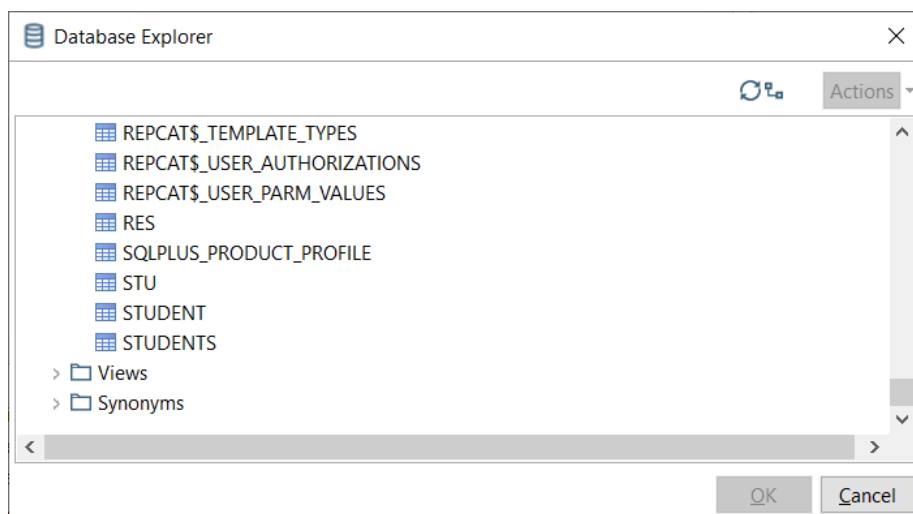 Database Explorer
Actions
REPCAT$_TEMPLATE_TYPES
REPCAT$_USER_AUTHORIZATIONS
REPCAT$_USER_PARM_VALUES
RES
SQLPLUS_PRODUCT_PROFILE
STU
STUDENT
STUDENTS
Views
Synonyms
OK Cancel